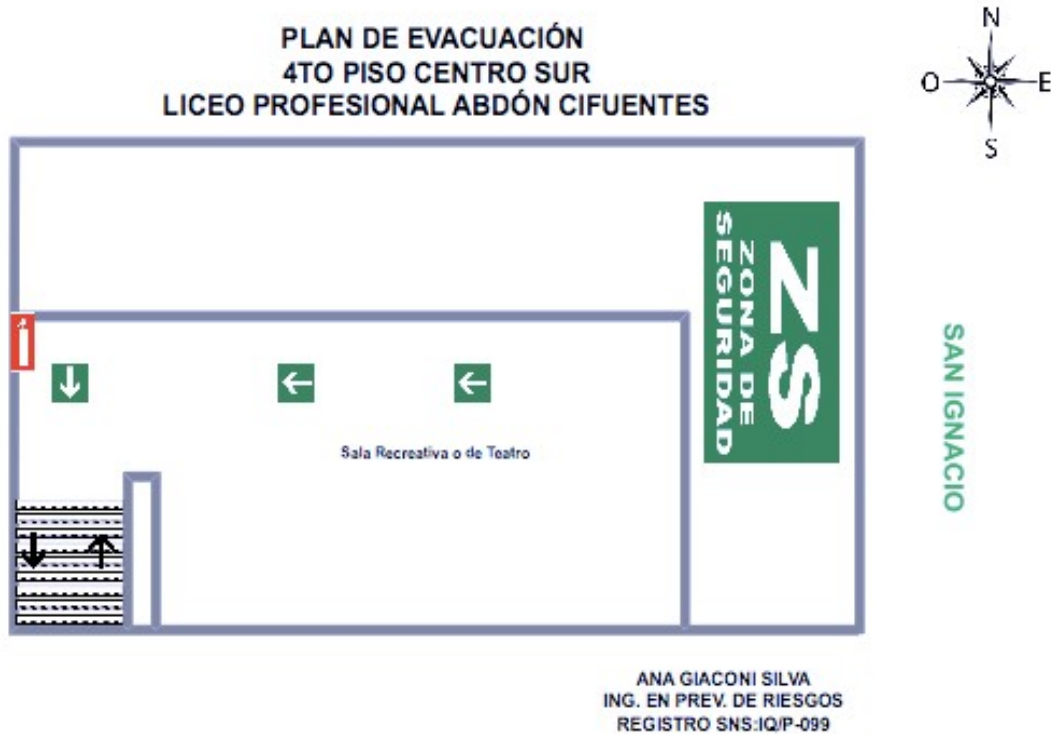 PLAN DE EVACUACIÓN
4TO PISO CENTRO SUR
LICEO PROFESIONAL ABDÓN CIFUENTES
N
O
E
S
ZS
ZONA DE
SEGURIDAD
SAN IGNACIO
Sala Recreativa o de Teatro
ANA GIACONI SILVA
ING. EN PREV. DE RIESGOS
REGISTRO SNS:IQ/P-099